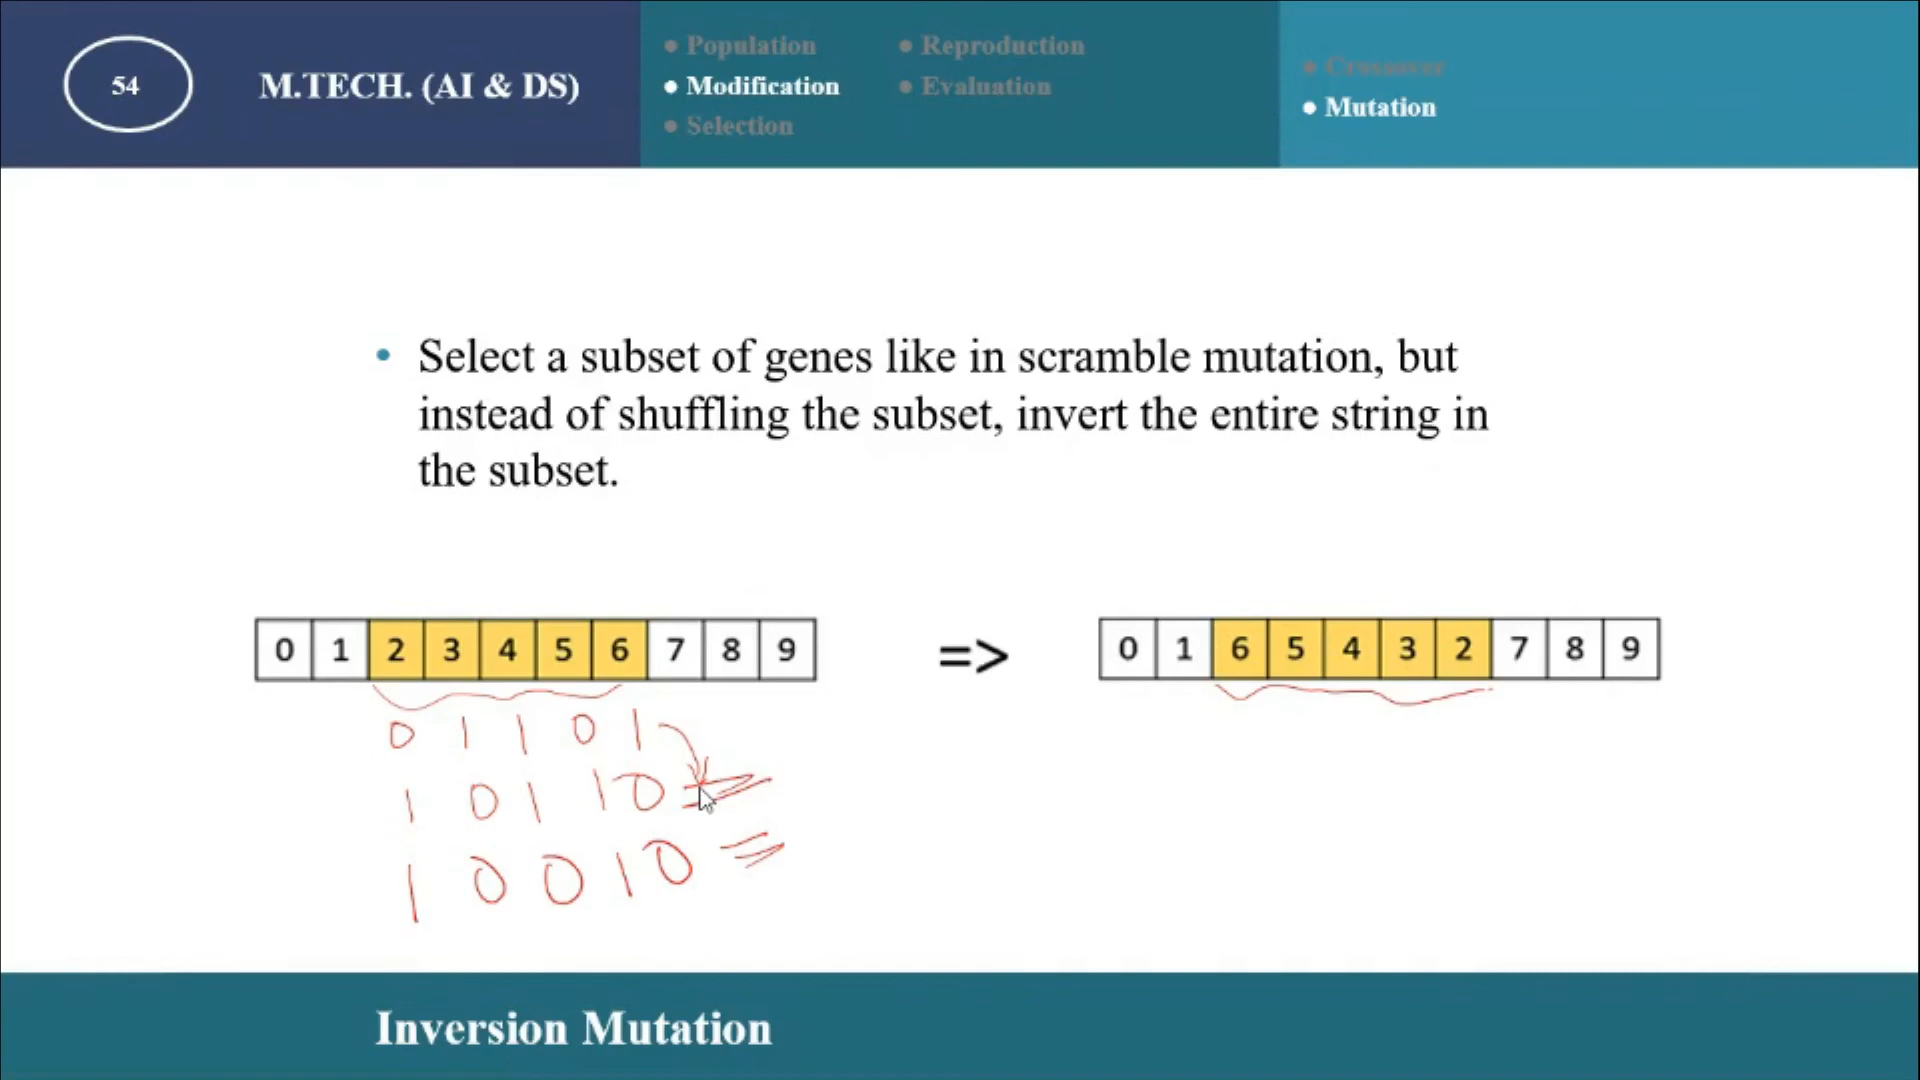 54
M.TECH. (AI & DS)
● Population
● Modification
● Selection
● Reproduction
● Evaluation
● Crossover
● Mutation
• Select a subset of genes like in scramble mutation, but
instead of shuffling the subset, invert the entire string in
the subset.
0 1 2 3 4 5 6 7 8 9 => 0 1 6 5 4 3 2 7 8 9
0 1 1 0 1
1 0 1 1 0
1 0 0 1 0
Inversion Mutation